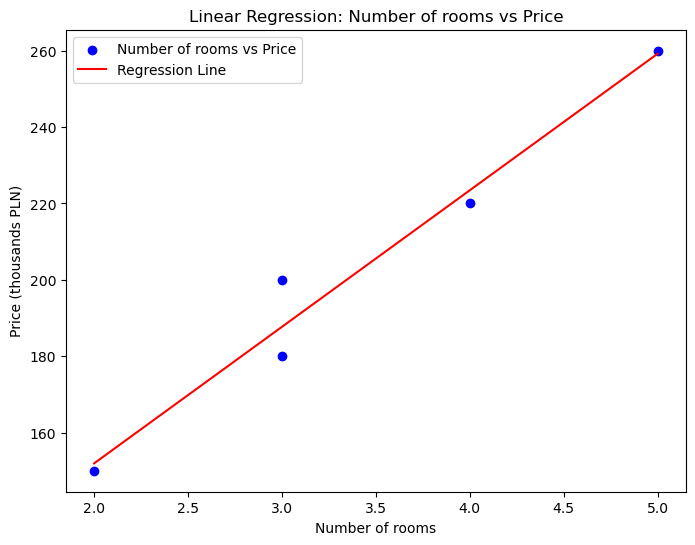 Linear Regression: Number of rooms vs Price
Number of rooms vs Price
Regression Line
Price (thousands PLN)
260
240
220
200
180
160
2.0 2.5 3.0 3.5 4.0 4.5 5.0
Number of rooms